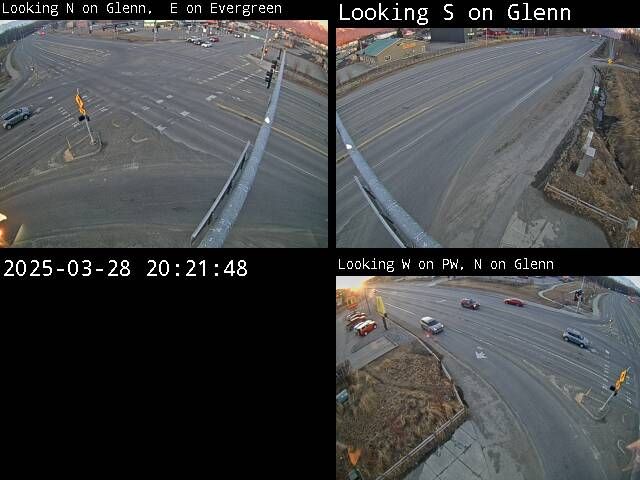 Looking N on Glenn,  E on Evergreen
Looking S on Glenn
2025-03-28 20:21:48
Looking W on PW, N on Glenn